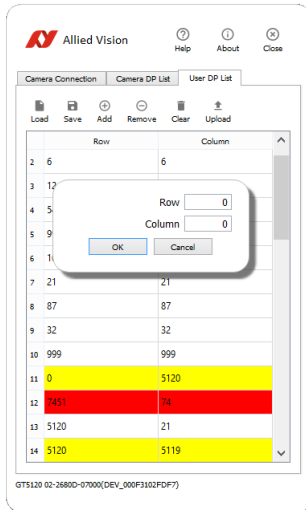 Allied Vision
Help About Close
Camera Connection Camera DP List User DP List
Load Save Add Remove Clear Upload
Row Column
2 6 6
3
4
5
6
Row 0
Column 0
OK Cancel
7 21 21
8 87 87
9 32 32
10 999 999
11 0 5120
12 7451 74
13 5120 21
14 5120 5119
GT5120 02-2680D-07000(DEV_000F3102FDF7)